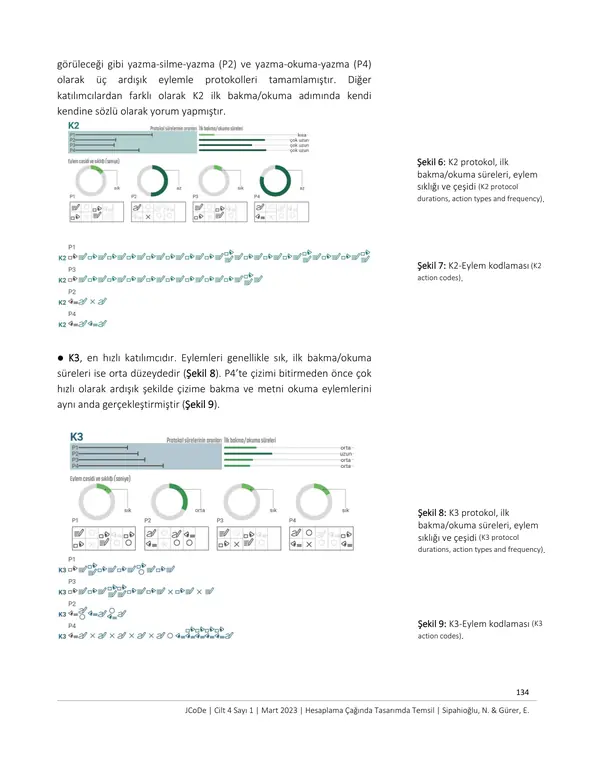 görüleceği gibi yazma-silme-yazma (P2) ve yazma-okuma-yazma (P4)
olarak üç ardışık eylemle protokolleri tamamlamıştır. Diğer
katılımcılardan farklı olarak K2 ilk bakma/okuma adımında kendi
kendine sözlü olarak yorum yapmıştır.
K2
Protokol sürelerinin oranları İlk bakma/okuma süreleri
P1 kısa
P2 çok uzun
P3 çok uzun
P4 çok uzun
Eylem çeşidi ve sıklığı (saniye)
sık az sık az
P1 P2 P3 P4
Şekil 6: K2 protokol, ilk
bakma/okuma süreleri, eylem
sıklığı ve çeşidi (K2 protocol
durations, action types and frequency).
P1
K2
P3
K2
P2
K2
P4
K2
Şekil 7: K2-Eylem kodlaması (K2
action codes).
● K3, en hızlı katılımcıdır. Eylemleri genellikle sık, ilk bakma/okuma
süreleri ise orta düzeydedir (Şekil 8). P4’te çizimi bitirmeden önce çok
hızlı olarak ardışık şekilde çizime bakma ve metni okuma eylemlerini
aynı anda gerçekleştirmiştir (Şekil 9).
K3
Protokol sürelerinin oranları İlk bakma/okuma süreleri
P1 orta
P2 uzun
P3 orta
P4 orta
Eylem çeşidi ve sıklığı (saniye)
sık orta sık sık
P1 P2 P3 P4
Şekil 8: K3 protokol, ilk
bakma/okuma süreleri, eylem
sıklığı ve çeşidi (K3 protocol
durations, action types and frequency).
P1
K3
P3
K3
P2
K3
P4
K3
Şekil 9: K3-Eylem kodlaması (K3
action codes).
134
JCoDe | Cilt 4 Sayı 1 | Mart 2023 | Hesaplama Çağında Tasarımda Temsil | Sipahioğlu, N. & Gürer, E.